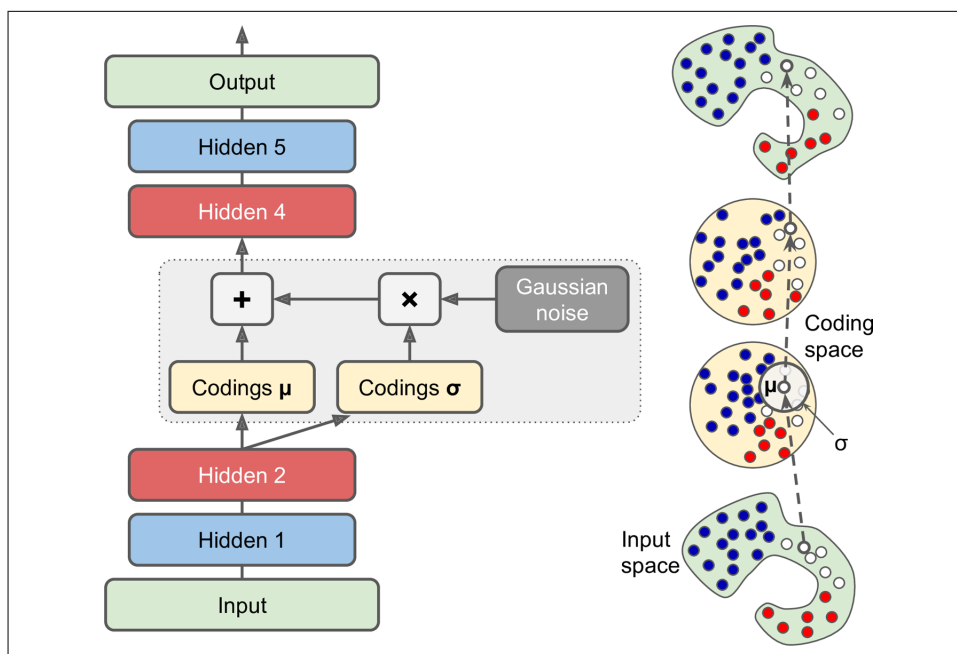 Output
Hidden 5
Hidden 4
+
×
Gaussian
noise
Codings μ
Codings σ
Hidden 2
Hidden 1
Input
Coding
space
μ
σ
Input
space